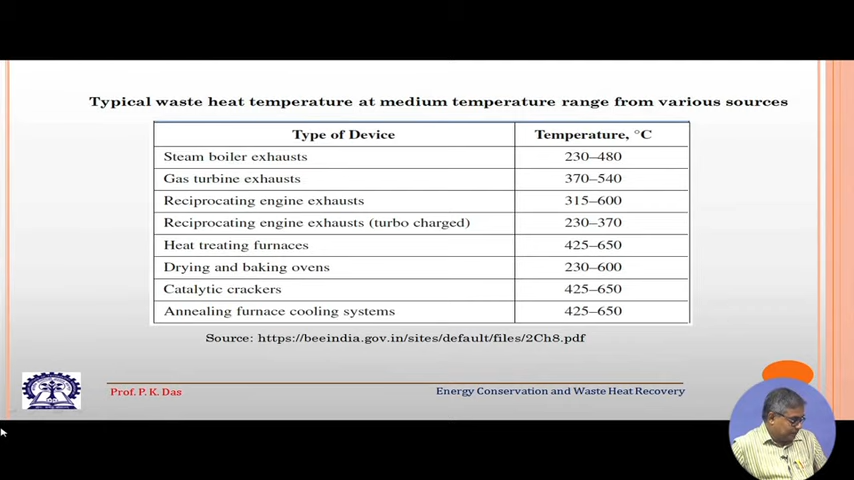 Typical waste heat temperature at medium temperature range from various sources
Type of Device Temperature, °C
Steam boiler exhausts 230–480
Gas turbine exhausts 370–540
Reciprocating engine exhausts 315–600
Reciprocating engine exhausts (turbo charged) 230–370
Heat treating furnaces 425–650
Drying and baking ovens 230–600
Catalytic crackers 425–650
Annealing furnace cooling systems 425–650
Source: https://beeindia.gov.in/sites/default/files/2Ch8.pdf
Prof. P. K. Das Energy Conservation and Waste Heat Recovery